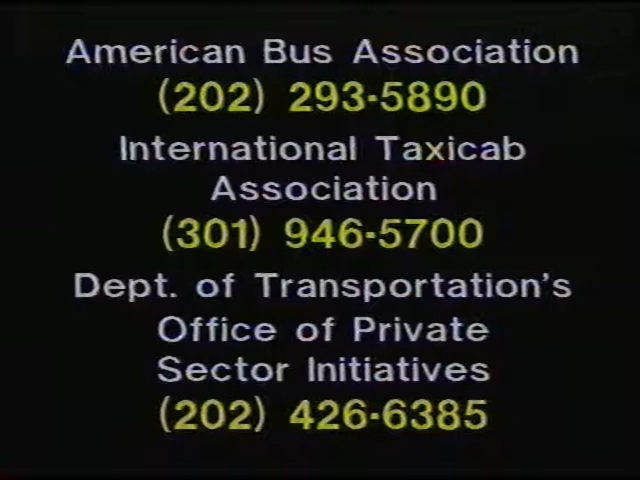 American Bus Association
(202) 293-5890
International Taxicab
Association
(301) 946-5700
Dept. of Transportation's
Office of Private
Sector Initiatives
(202) 426-6385